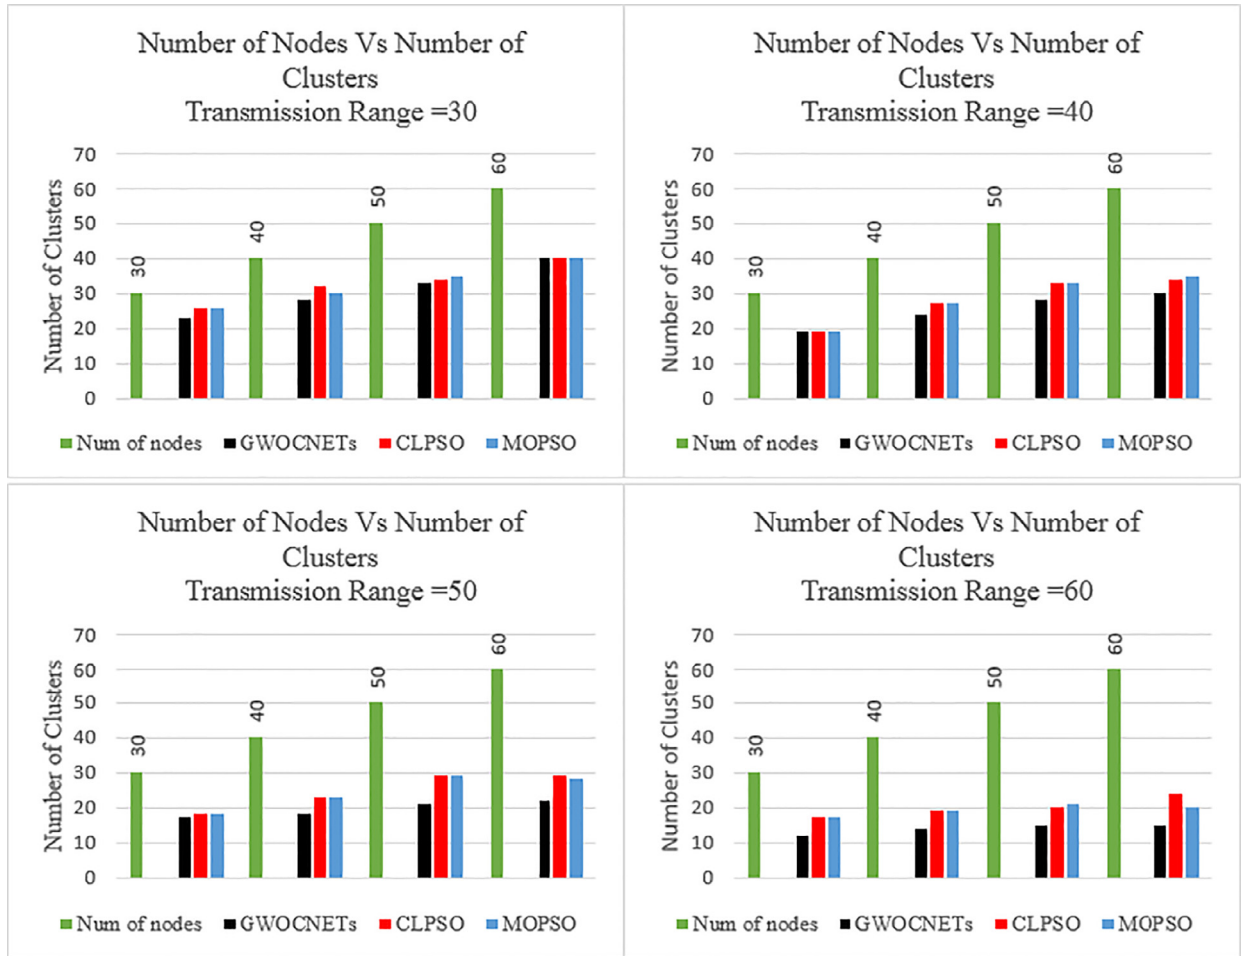 Number of Nodes Vs Number of
Clusters
Transmission Range =30
Number of Clusters
70
60
50
40
30
20
10
0
30
40
50
60
Num of nodes GWOCNETs CLPSO MOPSO
Number of Nodes Vs Number of
Clusters
Transmission Range =40
Number of Clusters
70
60
50
40
30
20
10
0
30
40
50
60
Num of nodes GWOCNETs CLPSO MOPSO
Number of Nodes Vs Number of
Clusters
Transmission Range =50
Number of Clusters
70
60
50
40
30
20
10
0
30
40
50
60
Num of nodes GWOCNETs CLPSO MOPSO
Number of Nodes Vs Number of
Clusters
Transmission Range =60
Number of Clusters
70
60
50
40
30
20
10
0
30
40
50
60
Num of nodes GWOCNETs CLPSO MOPSO